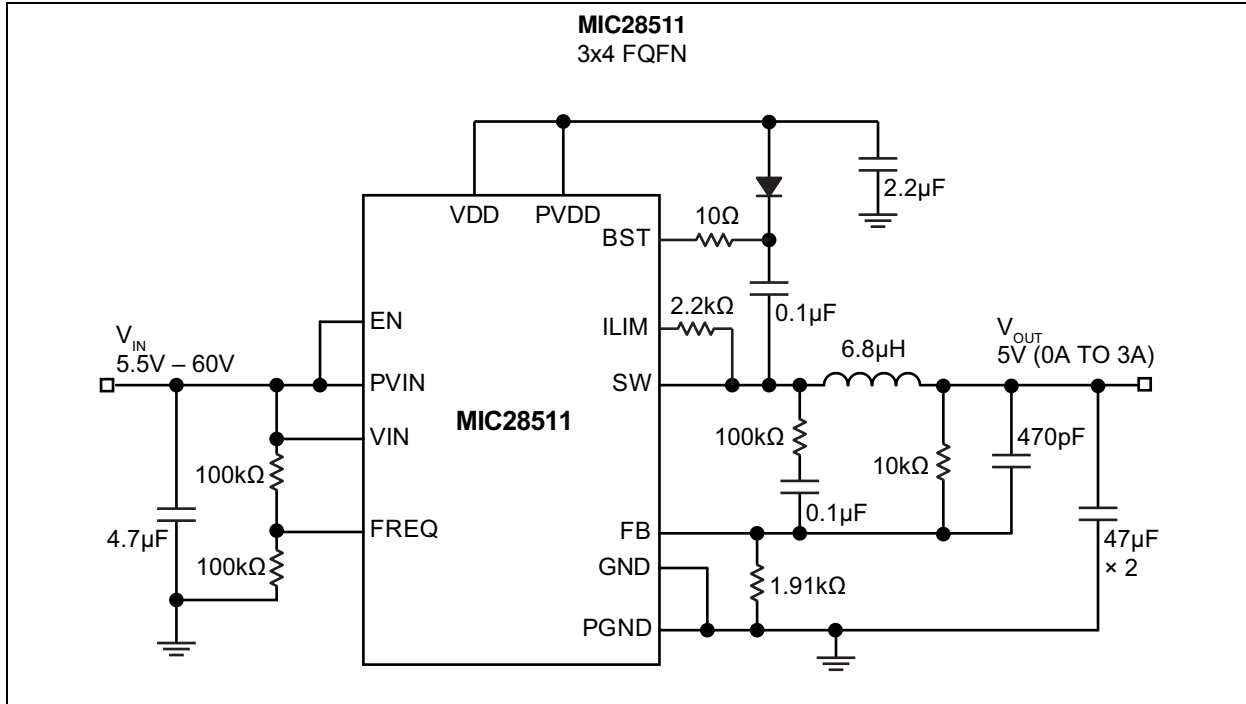 MIC28511
3x4 FQFN
VDD
PVDD
2.2µF
BST
10Ω
0.1µF
EN
ILIM
2.2kΩ
VIN
5.5V – 60V
PVIN
SW
6.8µH
VOUT
5V (0A TO 3A)
MIC28511
VIN
100kΩ
100kΩ
10kΩ
470pF
0.1µF
4.7µF
FREQ
100kΩ
FB
47µF
× 2
GND
1.91kΩ
PGND